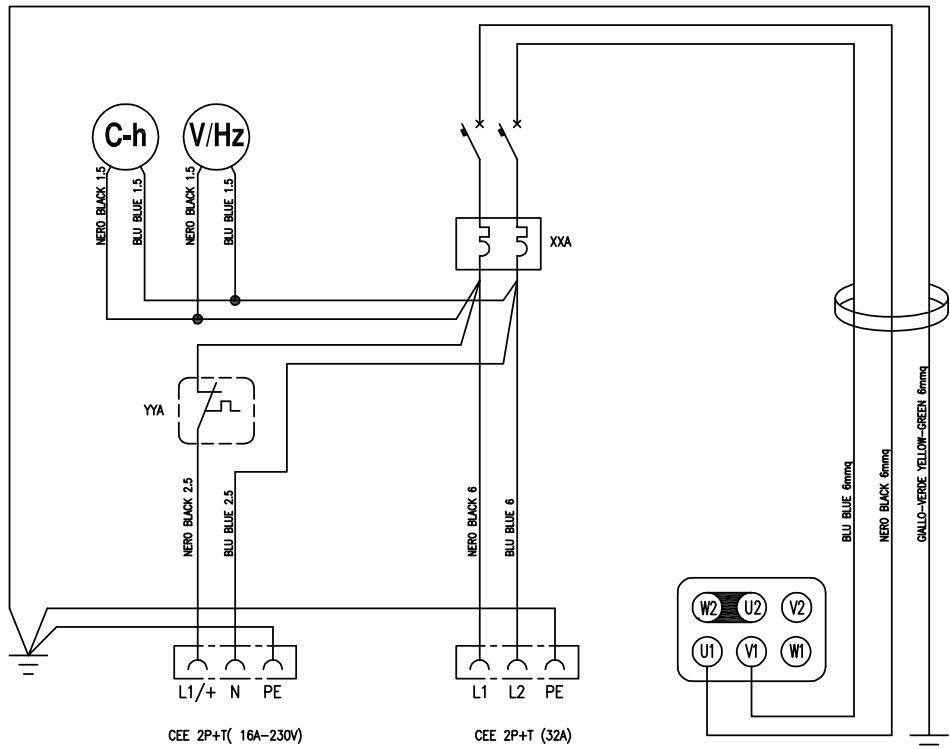 C-h
V/Hz
NERO BLACK 1.5
BLU BLUE 1.5
NERO BLACK 1.5
BLU BLUE 1.5
XXA
YYA
NERO BLACK 2.5
BLU BLUE 2.5
NERO BLACK 6
BLU BLUE 6
BLU BLUE 6mmq
NERO BLACK 6mmq
GIALLO-VERDE YELLOW-GREEN 6mmq
W2 U2 V2
U1 V1 W1
L1/+ N PE
L1 L2 PE
CEE 2P+T( 16A-230V)
CEE 2P+T (32A)